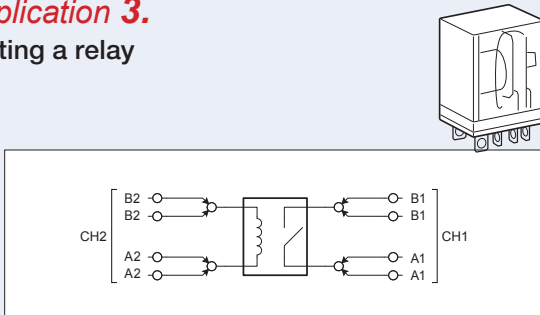 plication 3.
ting a relay
B2
B2
CH2
A2
A2
B1
B1
CH1
A1
A1